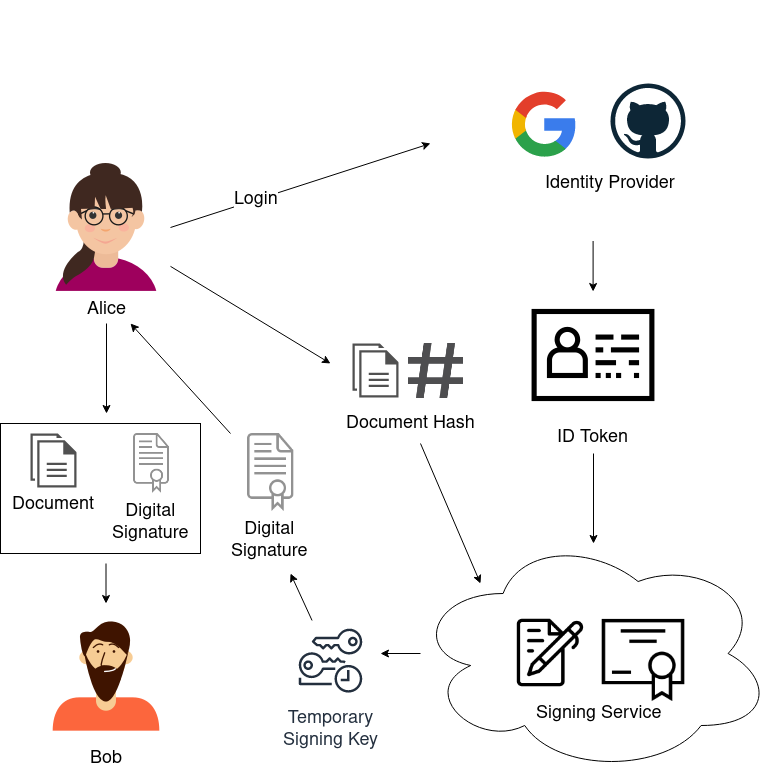 Identity Provider
Login
Alice
Document Hash
ID Token
Document
Digital
Signature
Digital
Signature
Signing Service
Temporary
Signing Key
Bob